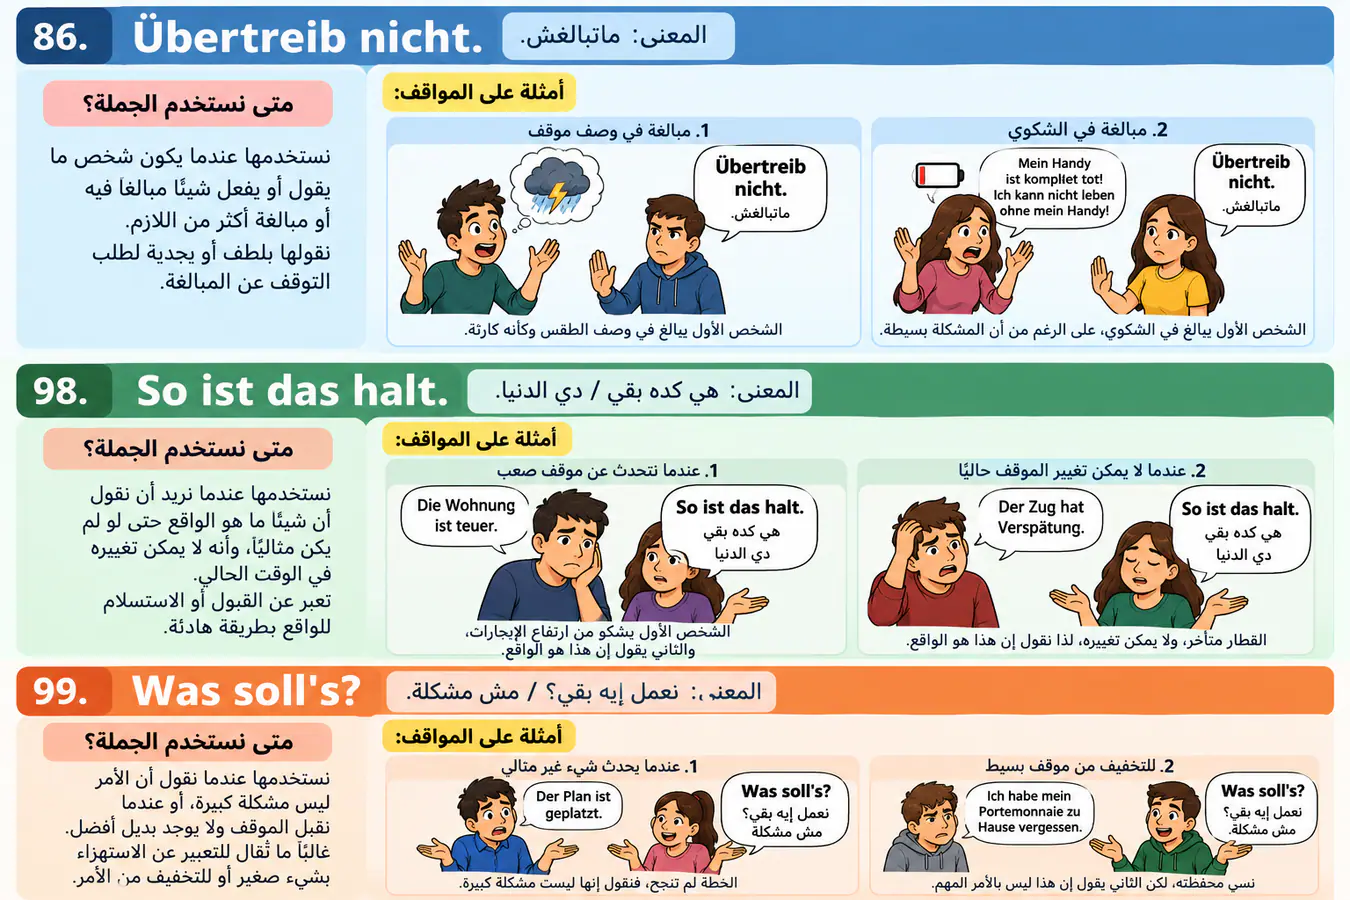 86.
Übertreib nicht.
المعنى: ماتبالغش.
متى نستخدم الجملة؟
نستخدمها عندما يكون شخص ما
يقول أو يفعل شيئًا مبالغاً فيه
أو مبالغة أكثر من اللازم.
نقولها بلطف أو يجدية لطلب
التوقف عن المبالغة.
أمثلة على المواقف:
1. مبالغة في وصف موقف
Übertreib
nicht.
ماتبالغش.
الشخص الأول يبالغ في وصف الطقس وكأنه كارثة.
2. مبالغة في الشكوي
Mein Handy
ist komplet tot!
Ich kann nicht leben
ohne mein Handy!
Übertreib
nicht.
ماتبالغش.
الشخص الأول يبالغ في الشكوي، على الرغم من أن المشكلة بسيطة.
98.
So ist das halt.
المعنى: هي كده بقي / دي الدنيا.
متى نستخدم الجملة؟
نستخدمها عندما نريد أن نقول
أن شيئًا ما هو الواقع حتى لو لم
يكن مثاليًا، وأنه لا يمكن تغييره
في الوقت الحالي.
تعبر عن القبول أو الاستسلام
للواقع بطريقة هادئة.
أمثلة على المواقف:
1. عندما نتحدث عن موقف صعب
Die Wohnung
ist teuer.
So ist das halt.
هي كده بقي
دي الدنيا
الشخص الأول يشكو من ارتفاع الإيجارات،
والثاني يقول إن هذا هو الواقع.
2. عندما لا يمكن تغيير الموقف حاليًا
Der Zug hat
Verspätung.
So ist das halt.
هي كده بقي
دي الدنيا
القطار متأخر، ولا يمكن تغييره، لذا نقول إن هذا هو الواقع.
99.
Was soll's?
المعنى: نعمل إيه بقي؟ / مش مشكلة.
متى نستخدم الجملة؟
نستخدمها عندما نقول أن الأمر
ليس مشكلة كبيرة، أو عندما
نقبل الموقف ولا يوجد بديل أفضل.
غالبًا ما تُقال للتعبير عن الاستهزاء
بشيء صغير أو للتخفيف من الأمر.
أمثلة على المواقف:
1. عندما يحدث شيء غير مثالي
Der Plan ist
geplatzt.
Was soll's?
نعمل إيه بقي؟
مش مشكلة
الخطة لم تنجح، فنقول إنها ليست مشكلة كبيرة.
2. للتخفيف من موقف بسيط
Ich habe mein
Portemonnaie zu
Hause vergessen.
Was soll's?
نعمل إيه بقي؟
مش مشكلة.
نسي محفظته، لكن الثاني يقول إن هذا ليس بالأمر المهم.